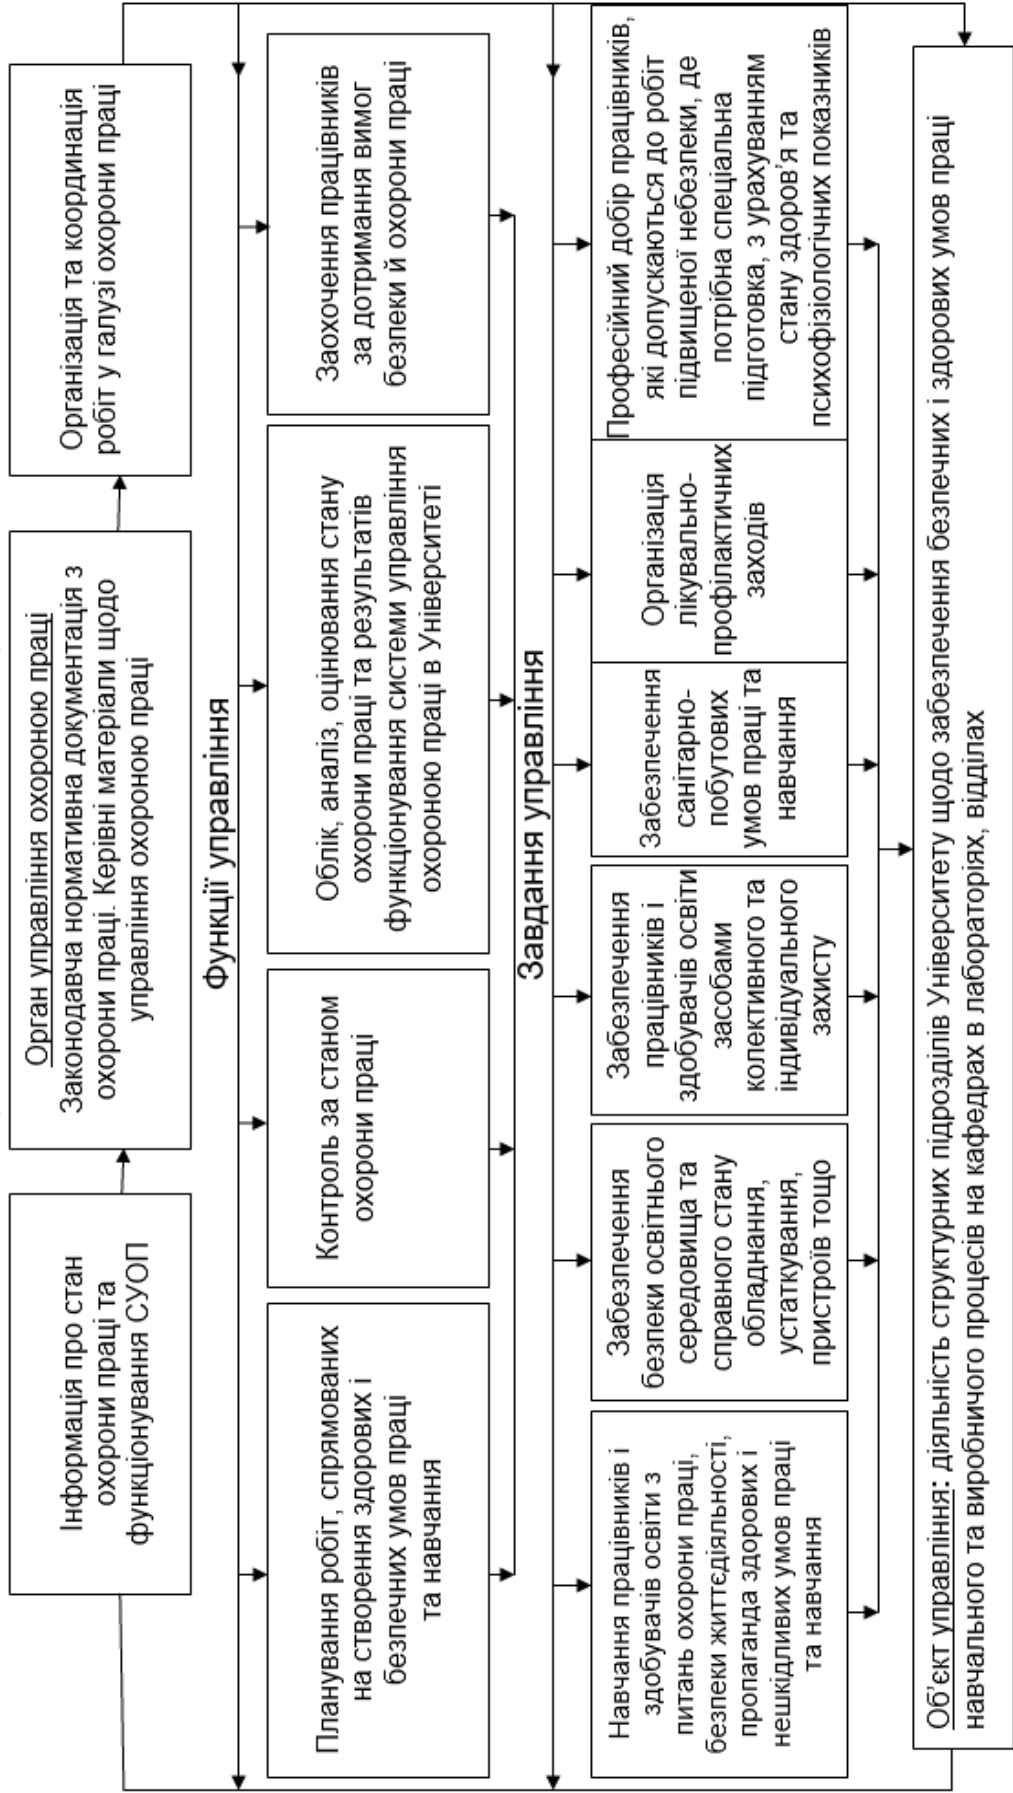 Інформація про стан
охорони праці та
функціонування СУОП
Орган управління охороною праці
Законодавча нормативна документація з
охорони праці. Керівні матеріали щодо
управління охороною праці
Організація та координація
робіт у галузі охорони праці
Функції управління
Планування робіт, спрямованих
на створення здорових і
безпечних умов праці
та навчання
Контроль за станом
охорони праці
Облік, аналіз, оцінювання стану
охорони праці та результатів
функціонування системи управління
охороною праці в Університеті
Заохочення працівників
за дотримання вимог
безпеки й охорони праці
Завдання управління
Навчання працівників і
здобувачів освіти з
питань охорони праці,
безпеки життєдіяльності,
пропаганда здорових і
нешкідливих умов праці
та навчання
Забезпечення
безпеки освітнього
середовища та
справного стану
обладнання,
устаткування,
пристроїв тощо
Забезпечення
працівників і
здобувачів освіти
засобами
колективного та
індивідуального
захисту
Забезпечення
санітарно-
побутових
умов праці та
навчання
Організація
лікувально-
профілактичних
заходів
Професійний добір працівників,
які допускаються до робіт
підвищеної небезпеки, де
потрібна спеціальна
підготовка, з урахуванням
стану здоров’я та
психофізіологічних показників
Об’єкт управління: діяльність структурних підрозділів Університету щодо забезпечення безпечних і здорових умов праці
навчального та виробничого процесів на кафедрах в лабораторіях, відділах